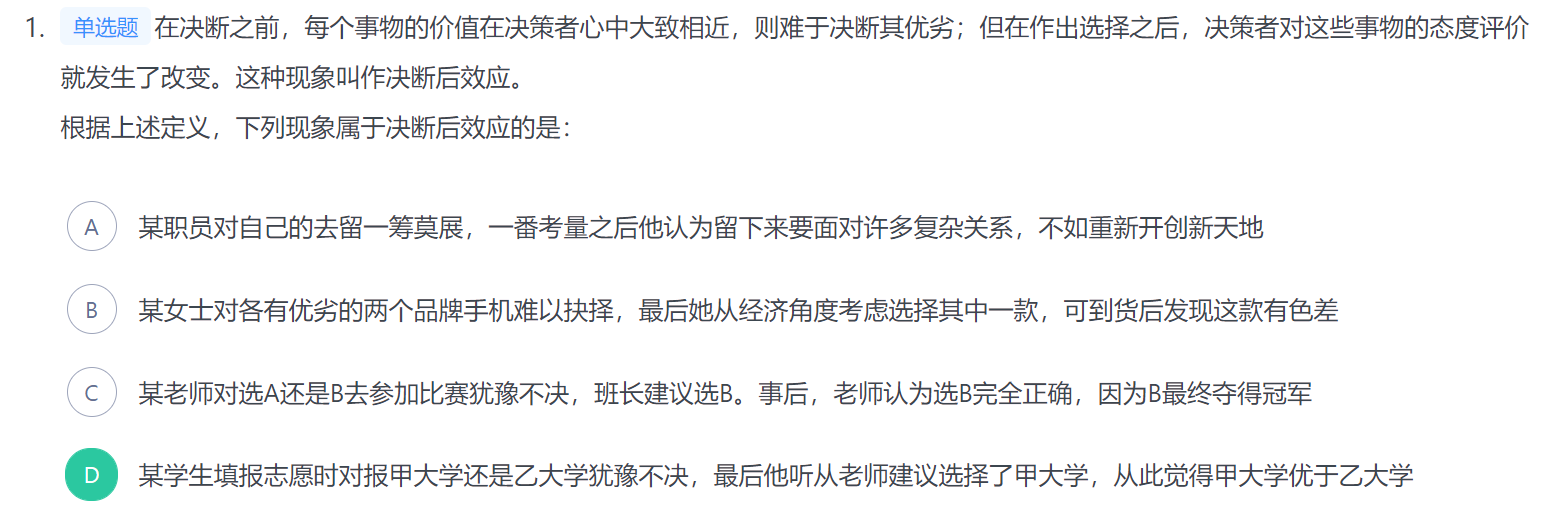 1. 单选题 在决断之前，每个事物的价值在决策者心中大致相近，则难于决断其优劣；但在作出选择之后，决策者对这些事物的态度评价
就发生了改变。这种现象叫作决断后效应。
根据上述定义，下列现象属于决断后效应的是：
A 某职员对自己的去留一筹莫展，一番考量之后他认为留下来要面对许多复杂关系，不如重新开创新天地
B 某女士对各有优劣的两个品牌手机难以抉择，最后她从经济角度考虑选择其中一款，可到货后发现这款有色差
C 某老师对选A还是B去参加比赛犹豫不决，班长建议选B。事后，老师认为选B完全正确，因为B最终夺得冠军
D 某学生填报志愿时对报甲大学还是乙大学犹豫不决，最后他听从老师建议选择了甲大学，从此觉得甲大学优于乙大学